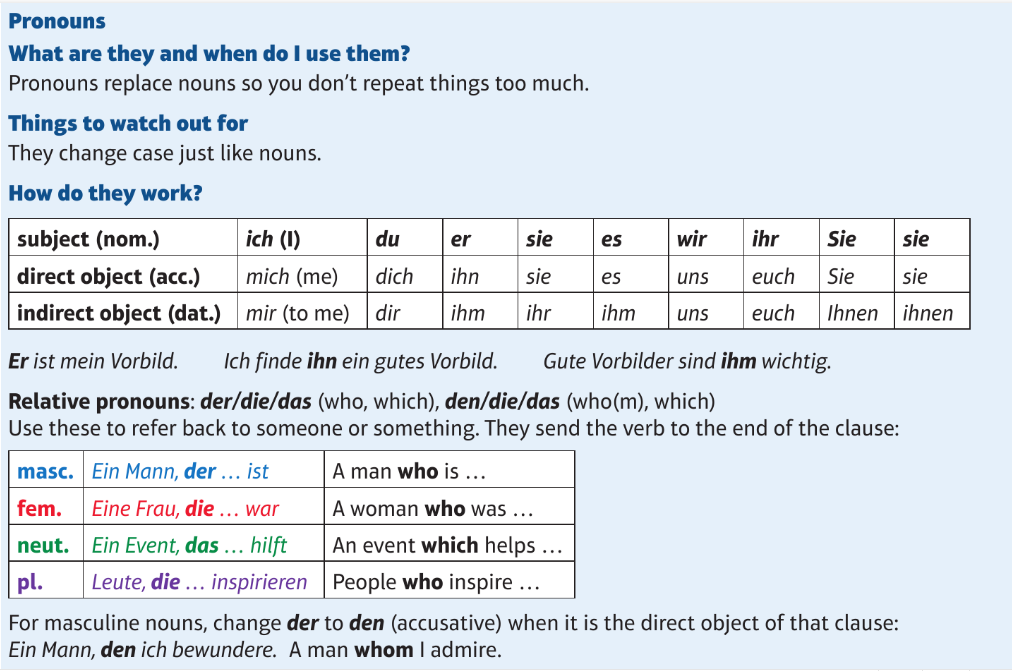 Pronouns
What are they and when do I use them?
Pronouns replace nouns so you don’t repeat things too much.
Things to watch out for
They change case just like nouns.
How do they work?
subject (nom.) ich (I) du er sie es wir ihr Sie sie
direct object (acc.) mich (me) dich ihn sie es uns euch Sie sie
indirect object (dat.) mir (to me) dir ihm ihr ihm uns euch Ihnen ihnen
Er ist mein Vorbild. Ich finde ihn ein gutes Vorbild. Gute Vorbilder sind ihm wichtig.
Relative pronouns: der/die/das (who, which), den/die/das (who(m), which)
Use these to refer back to someone or something. They send the verb to the end of the clause:
masc. Ein Mann, der … ist A man who is …
fem. Eine Frau, die … war A woman who was …
neut. Ein Event, das … hilft An event which helps …
pl. Leute, die … inspirieren People who inspire …
For masculine nouns, change der to den (accusative) when it is the direct object of that clause:
Ein Mann, den ich bewundere. A man whom I admire.